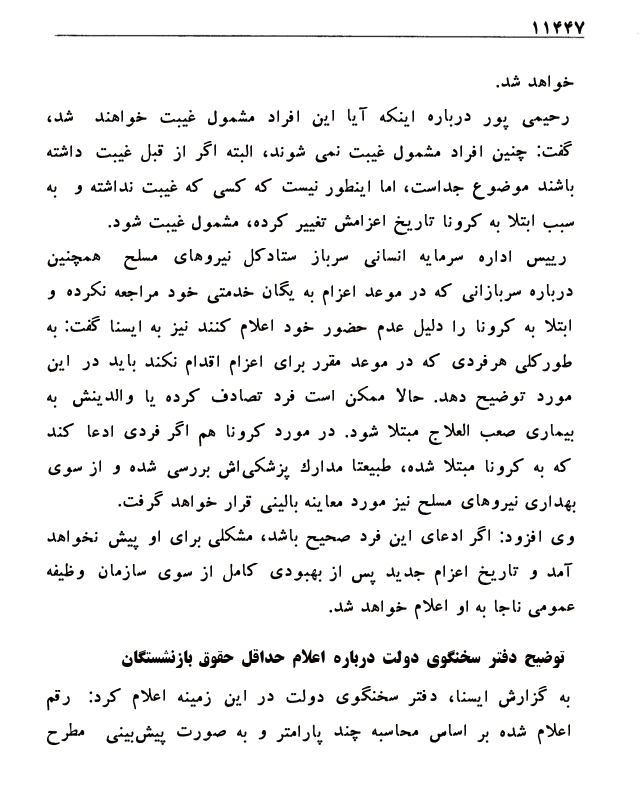 ۱۱۴۴۷
خواهد شد.
رحیمی پور درباره اینکه آیا این افراد مشمول غیبت خواهند شد،
گفت: چنین افراد مشمول غیبت نمی شوند، البته اگر از قبل غیبت داشته
باشند موضوع جداست، اما اینطور نیست که کسی که غیبت نداشته و به
سبب ابتلا به کرونا تاریخ اعزامش تغییر کرده، مشمول غیبت شود.
رییس اداره سرمایه انسانی سرباز ستادکل نیروهای مسلح همچنین
درباره سربازانی که در موعد اعزام به یگان خدمتی خود مراجعه نکرده و
ابتلا به کرونا را دلیل عدم حضور خود اعلام کنند نیز به ایسنا گفت: به
طورکلی هرفردی که در موعد مقرر برای اعزام اقدام نکند باید در این
مورد توضیح دهد. حالا ممکن است فرد تصادف کرده یا والدینش به
بیماری صعب العلاج مبتلا شود. در مورد کرونا هم اگر فردی ادعا کند
که به کرونا مبتلا شده، طبیعتا مدارك پزشکی‌اش بررسی شده و از سوی
بهداری نیروهای مسلح نیز مورد معاینه بالینی قرار خواهد گرفت.
وی افزود: اگر ادعای این فرد صحیح باشد، مشکلی برای او پیش نخواهد
آمد و تاریخ اعزام جدید پس از بهبودی کامل از سوی سازمان وظیفه
عمومی ناجا به او اعلام خواهد شد.
توضیح دفتر سخنگوی دولت درباره اعلام حداقل حقوق بازنشستگان
به گزارش ایسنا، دفتر سخنگوی دولت در این زمینه اعلام کرد: رقم
اعلام شده بر اساس محاسبه چند پارامتر و به صورت پیش‌بینی مطرح